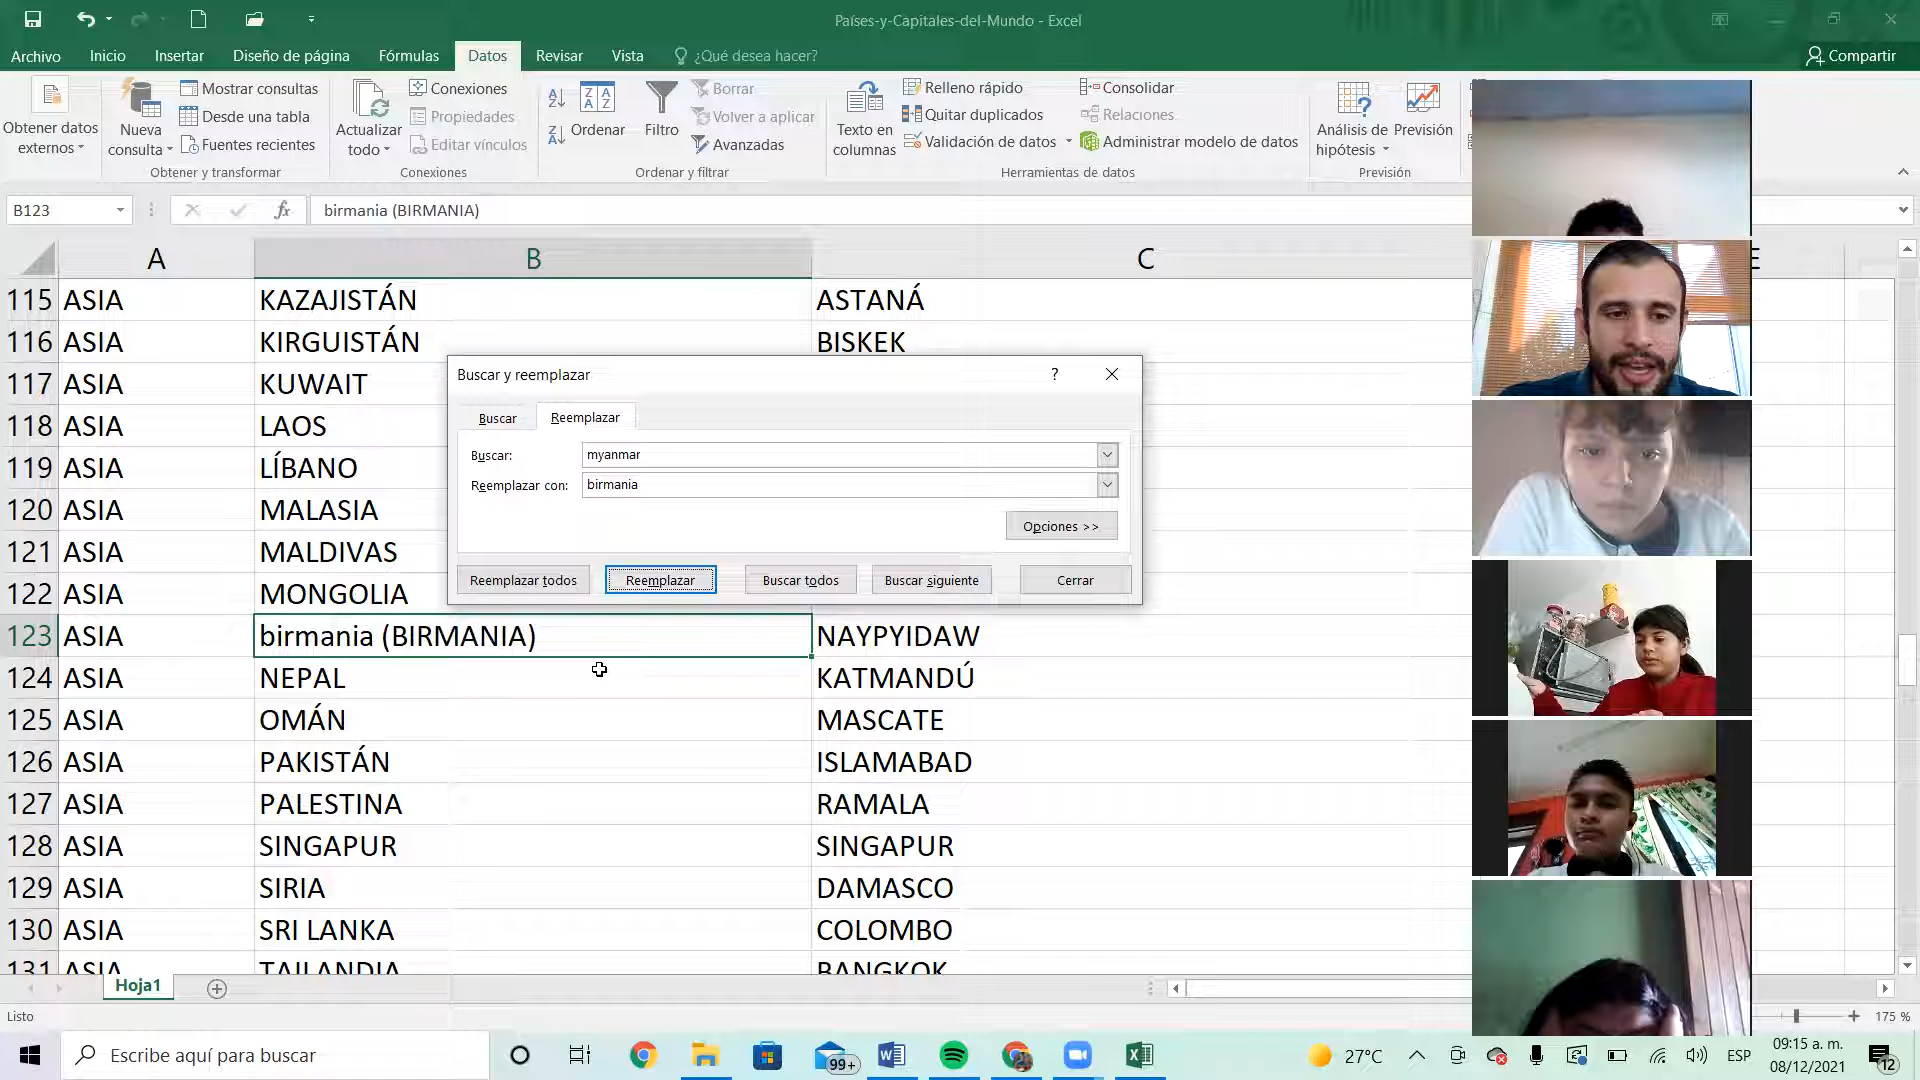 Países-y-Capitales-del-Mundo - Excel
Archivo Inicio Insertar Diseño de página Fórmulas Datos Revisar Vista ¿Qué desea hacer? Compartir
Obtener datos externos
Nueva consulta
Mostrar consultas
Desde una tabla
Fuentes recientes
Obtener y transformar
Actualizar todo
Conexiones
Propiedades
Editar vínculos
Conexiones
Ordenar
Filtro
Borrar
Volver a aplicar
Avanzadas
Ordenar y filtrar
Texto en columnas
Relleno rápido
Quitar duplicados
Validación de datos
Consolidar
Relaciones
Administrar modelo de datos
Herramientas de datos
Análisis de hipótesis
Previsión
Previsión
B123 fx birmania (BIRMANIA)
A B C E
115 ASIA KAZAJISTÁN ASTANÁ
116 ASIA KIRGUISTÁN BISKEK
117 ASIA KUWAIT
118 ASIA LAOS
119 ASIA LÍBANO
120 ASIA MALASIA
121 ASIA MALDIVAS
122 ASIA MONGOLIA
123 ASIA birmania (BIRMANIA) NAYPYIDAW
124 ASIA NEPAL KATMANDÚ
125 ASIA OMÁN MASCATE
126 ASIA PAKISTÁN ISLAMABAD
127 ASIA PALESTINA RAMALA
128 ASIA SINGAPUR SINGAPUR
129 ASIA SIRIA DAMASCO
130 ASIA SRI LANKA COLOMBO
131 ASIA TAILANDIA BANGKOK
Buscar y reemplazar ?
Buscar Reemplazar
Buscar: myanmar
Reemplazar con: birmania
Opciones >>
Reemplazar todos Reemplazar Buscar todos Buscar siguiente Cerrar
Hoja1
Listo 175 %
Escribe aquí para buscar 99+ 27°C ESP 09:15 a. m.
08/12/2021 12